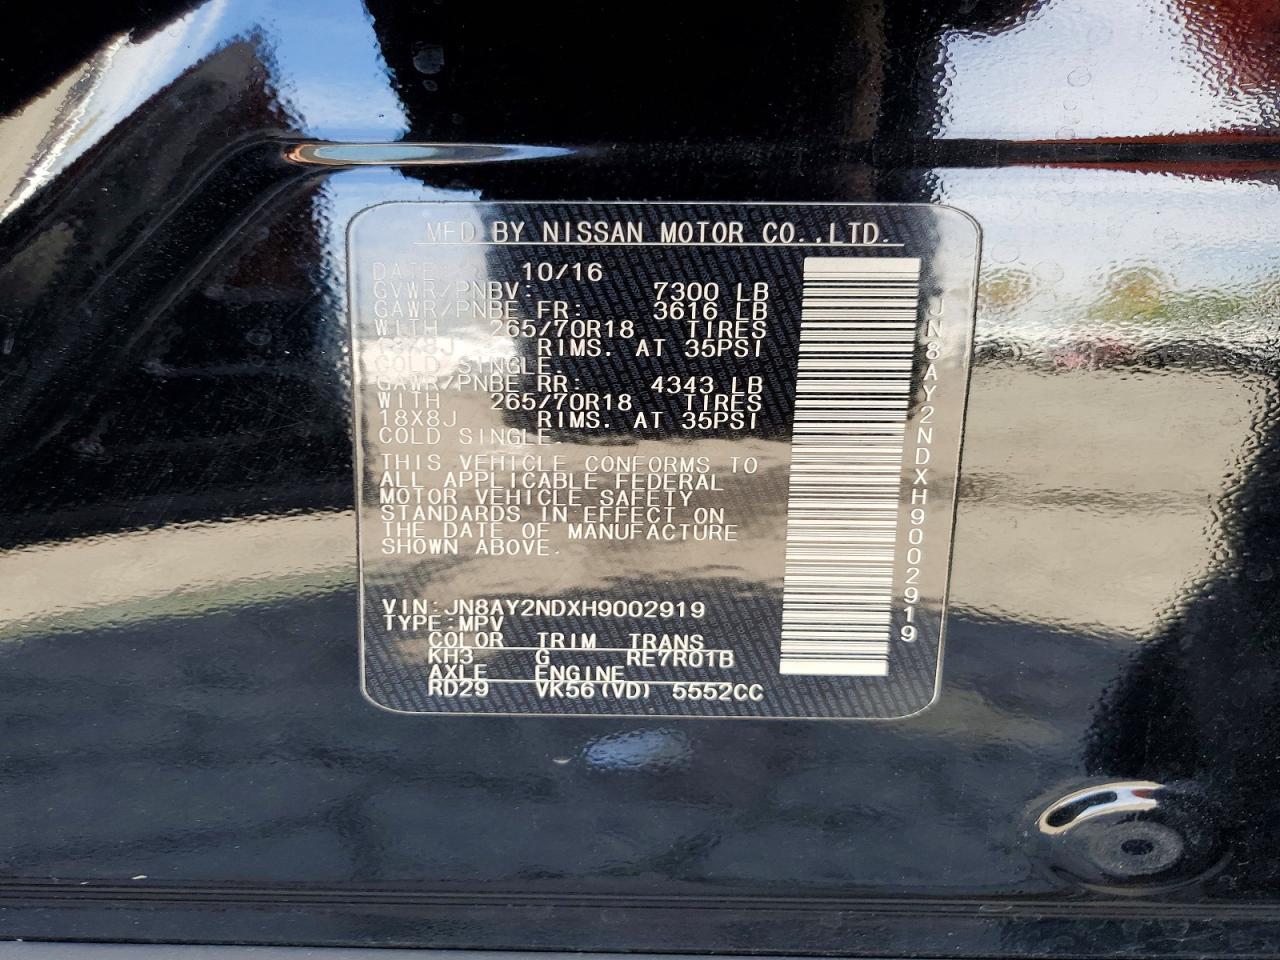 MFD BY NISSAN MOTOR CO.,LTD.
DATE: 10/16
GVWR/PNBV: 7300 LB
GAWR/PNBE FR: 3616 LB
WITH 265/70R18 TIRES
18X8J RIMS. AT 35PSI
COLD SINGLE.
GAWR/PNBE RR: 4343 LB
WITH 265/70R18 TIRES
18X8J RIMS. AT 35PSI
COLD SINGLE.
THIS VEHICLE CONFORMS TO
ALL APPLICABLE FEDERAL
MOTOR VEHICLE SAFETY
STANDARDS IN EFFECT ON
THE DATE OF MANUFACTURE
SHOWN ABOVE.
VIN:JN8AY2NDXH9002919
TYPE:MPV
COLOR TRIM TRANS
KH3 G RE7R01B
AXLE ENGINE
RD29 VK56(VD) 5552CC
JN8AY2NDXH9002919